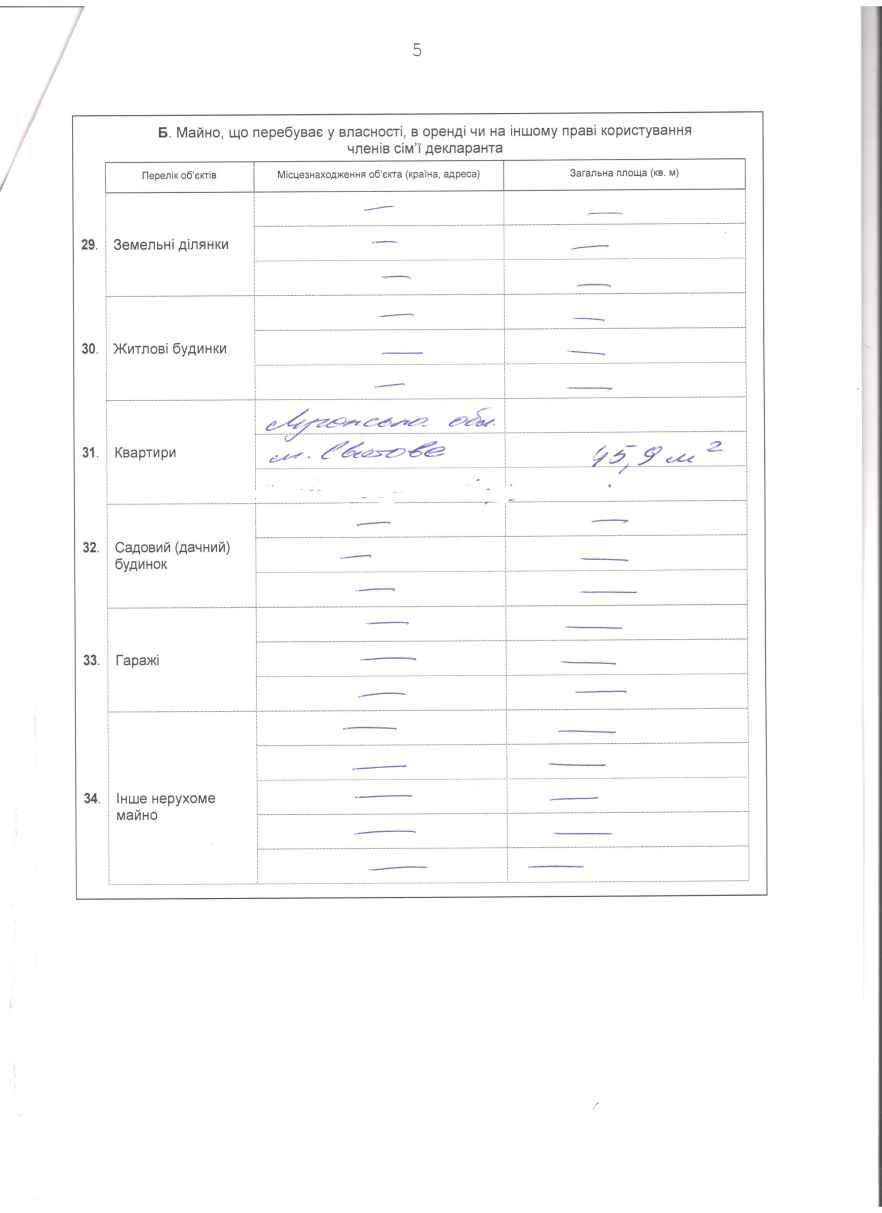 5
Б. Майно, що перебуває у власності, в оренді чи на іншому праві користування
членів сім'ї декларанта
Перелік об'єктів Місцезнаходження об'єкта (країна, адреса) Загальна площа (кв. м)
— —
29. Земельні ділянки — —
— —
— —
30. Житлові будинки — —
— —
Луганська обл.
31. Квартири м. Сватове 45,9 м²
— —
32. Садовий (дачний) — —
будинок
— —
— —
33. Гаражі — —
— —
— —
— —
34. Інше нерухоме — —
майно
— —
— —